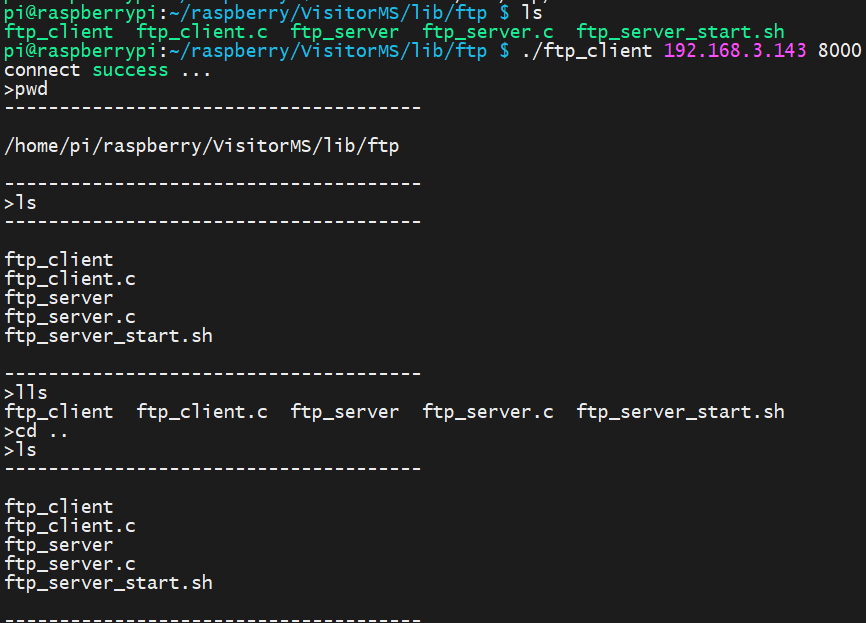 pi@raspberrypi:~/raspberry/VisitorMS/lib/ftp $ ls
ftp_client  ftp_client.c  ftp_server  ftp_server.c  ftp_server_start.sh
pi@raspberrypi:~/raspberry/VisitorMS/lib/ftp $ ./ftp_client 192.168.3.143 8000
connect success ...
>pwd
--------------------------------------
/home/pi/raspberry/VisitorMS/lib/ftp
--------------------------------------
>ls
--------------------------------------
ftp_client
ftp_client.c
ftp_server
ftp_server.c
ftp_server_start.sh
--------------------------------------
>lls
ftp_client  ftp_client.c  ftp_server  ftp_server.c  ftp_server_start.sh
>cd ..
>ls
--------------------------------------
ftp_client
ftp_client.c
ftp_server
ftp_server.c
ftp_server_start.sh
--------------------------------------